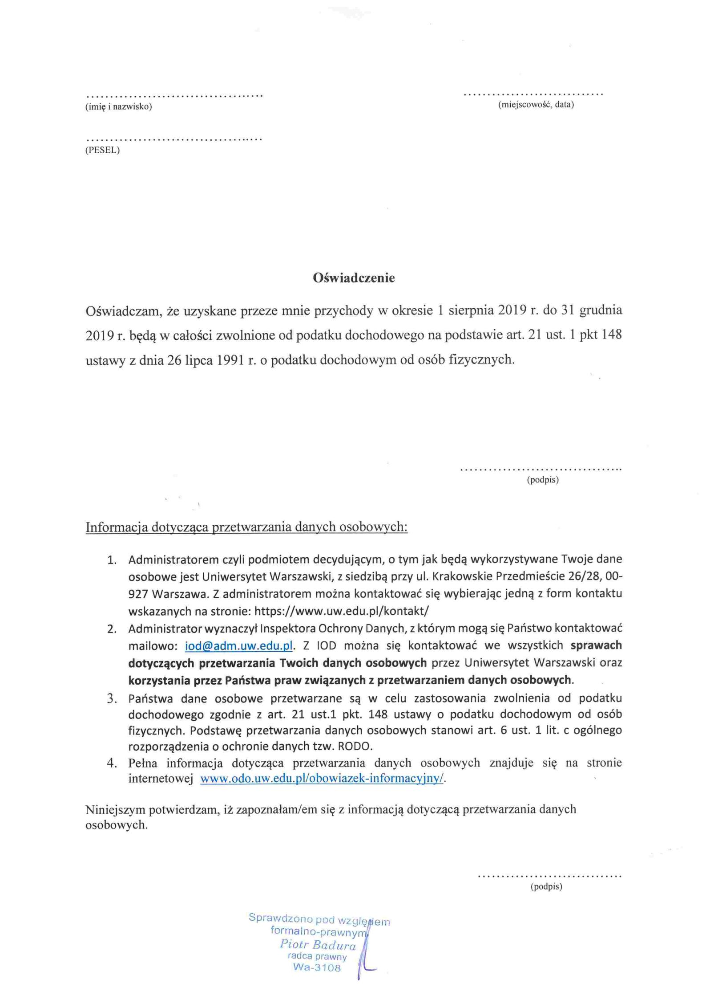 ........................................
(imię i nazwisko)
..............................
(miejscowość, data)
........................................
(PESEL)
Oświadczenie
Oświadczam, że uzyskane przeze mnie przychody w okresie 1 sierpnia 2019 r. do 31 grudnia
2019 r. będą w całości zwolnione od podatku dochodowego na podstawie art. 21 ust. 1 pkt 148
ustawy z dnia 26 lipca 1991 r. o podatku dochodowym od osób fizycznych.
...................................
(podpis)
Informacja dotycząca przetwarzania danych osobowych:
1. Administratorem czyli podmiotem decydującym, o tym jak będą wykorzystywane Twoje dane
osobowe jest Uniwersytet Warszawski, z siedzibą przy ul. Krakowskie Przedmieście 26/28, 00-
927 Warszawa. Z administratorem można kontaktować się wybierając jedną z form kontaktu
wskazanych na stronie: https://www.uw.edu.pl/kontakt/
2. Administrator wyznaczył Inspektora Ochrony Danych, z którym mogą się Państwo kontaktować
mailowo: iod@adm.uw.edu.pl. Z IOD można się kontaktować we wszystkich sprawach
dotyczących przetwarzania Twoich danych osobowych przez Uniwersytet Warszawski oraz
korzystania przez Państwa praw związanych z przetwarzaniem danych osobowych.
3. Państwa dane osobowe przetwarzane są w celu zastosowania zwolnienia od podatku
dochodowego zgodnie z art. 21 ust.1 pkt. 148 ustawy o podatku dochodowym od osób
fizycznych. Podstawę przetwarzania danych osobowych stanowi art. 6 ust. 1 lit. c ogólnego
rozporządzenia o ochronie danych tzw. RODO.
4. Pełna informacja dotycząca przetwarzania danych osobowych znajduje się na stronie
internetowej www.odo.uw.edu.pl/obowiazek-informacyjny/.
Niniejszym potwierdzam, iż zapoznałam/em się z informacją dotyczącą przetwarzania danych
osobowych.
...............................
(podpis)
Sprawdzono pod względem
formalno-prawnym
Piotr Badura
radca prawny
Wa-3108